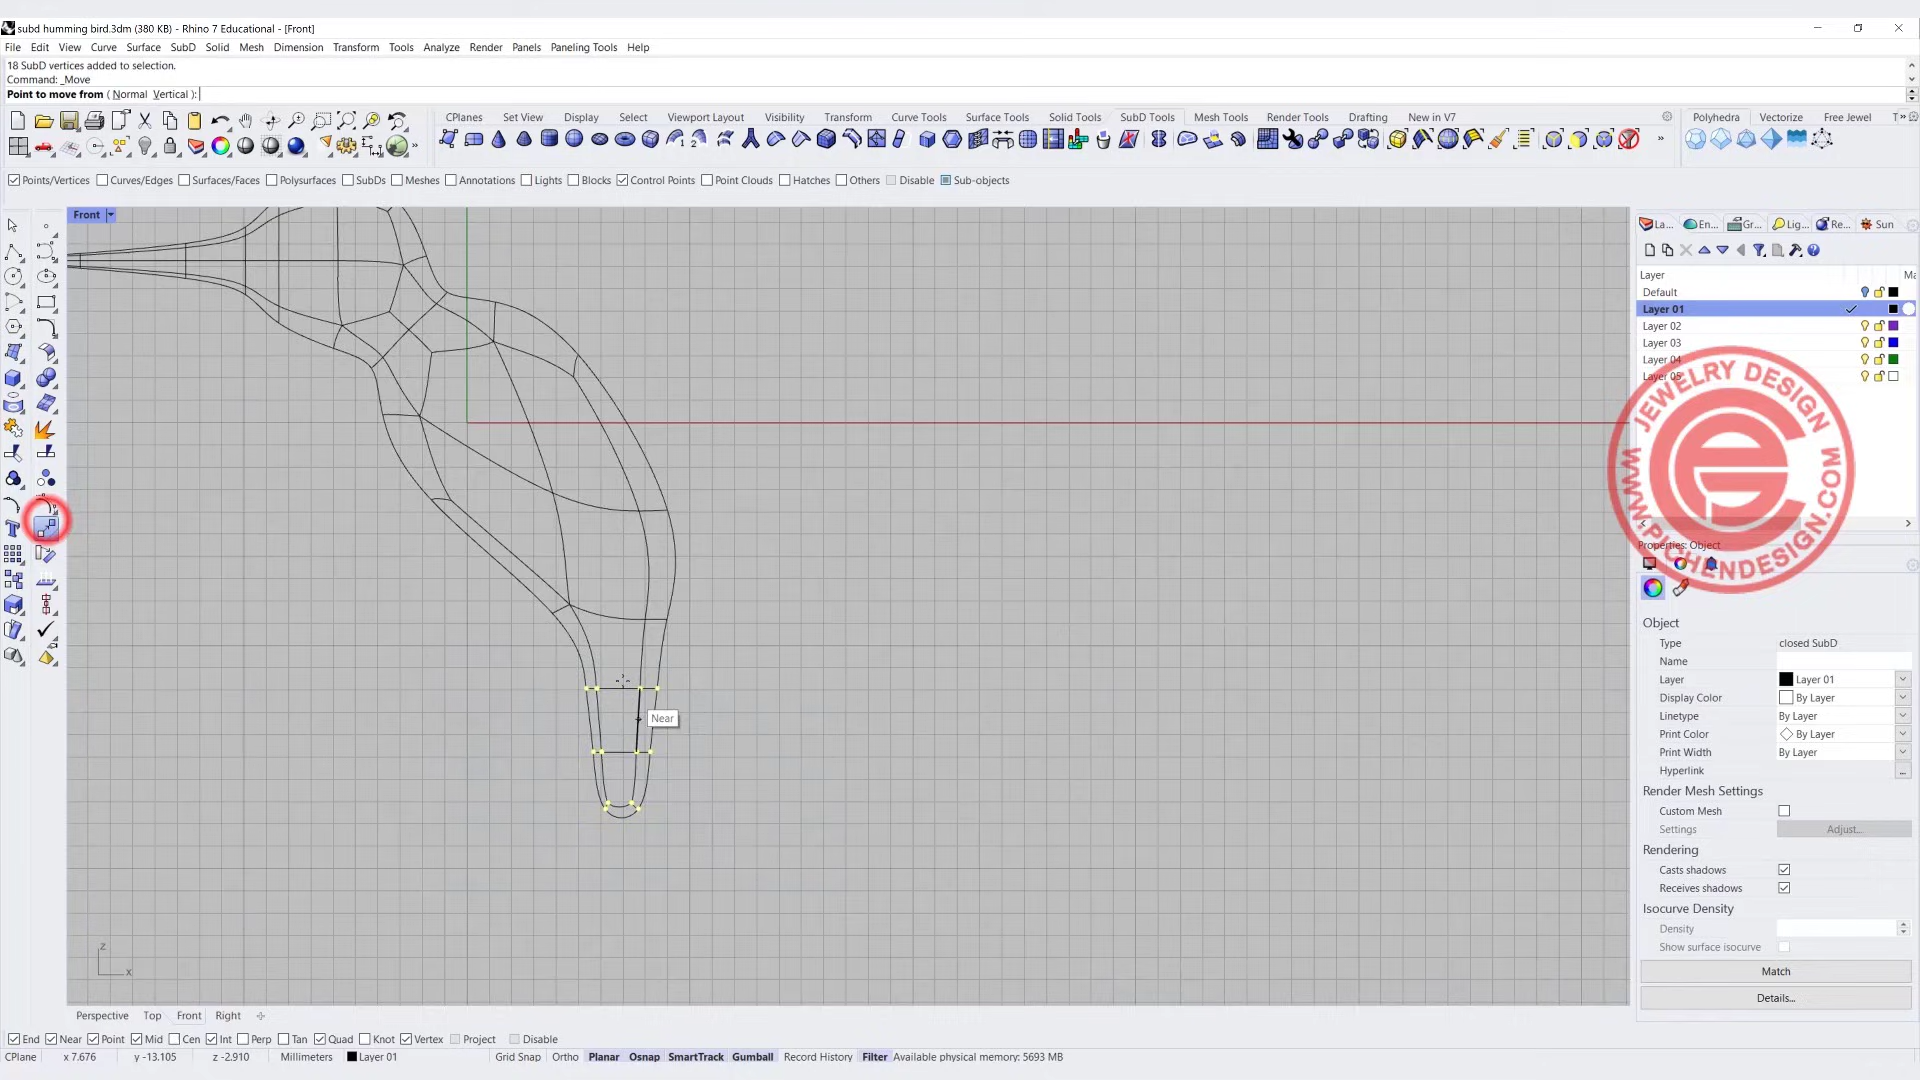 subd humming bird.3dm (380 KB) - Rhino 7 Educational - [Front]
File Edit View Curve Surface SubD Solid Mesh Dimension Transform Tools Analyze Render Panels Paneling Tools Help
18 SubD vertices added to selection.
Command: _Move
Point to move from ( Normal Vertical ):
CPlanes Set View Display Select Viewport Layout Visibility Transform Curve Tools Surface Tools Solid Tools SubD Tools Mesh Tools Render Tools Drafting New in V7
Polyhedra Vectorize Free Jewel T»
Points/Vertices Curves/Edges Surfaces/Faces Polysurfaces SubDs Meshes Annotations Lights Blocks Control Points Point Clouds Hatches Others Disable Sub-objects
Front
La... En... Gr... Lig... Re... Sun
Layer Ma
Default
Layer 01
Layer 02
Layer 03
Layer 04
Layer 05
JEWELRY DESIGN
WWW.PICHENDESIGN.COM
Properties: Object
Object
Type closed SubD
Name
Layer Layer 01
Display Color By Layer
Linetype By Layer
Print Color By Layer
Print Width By Layer
Hyperlink ...
Render Mesh Settings
Custom Mesh
Settings Adjust...
Rendering
Casts shadows
Receives shadows
Isocurve Density
Density
Show surface isocurve
Match
Details...
Near
z
x
Perspective Top Front Right
End Near Point Mid Cen Int Perp Tan Quad Knot Vertex Project Disable
CPlane x 7.676 y -13.105 z -2.910 Millimeters Layer 01 Grid Snap Ortho Planar Osnap SmartTrack Gumball Record History Filter Available physical memory: 5693 MB